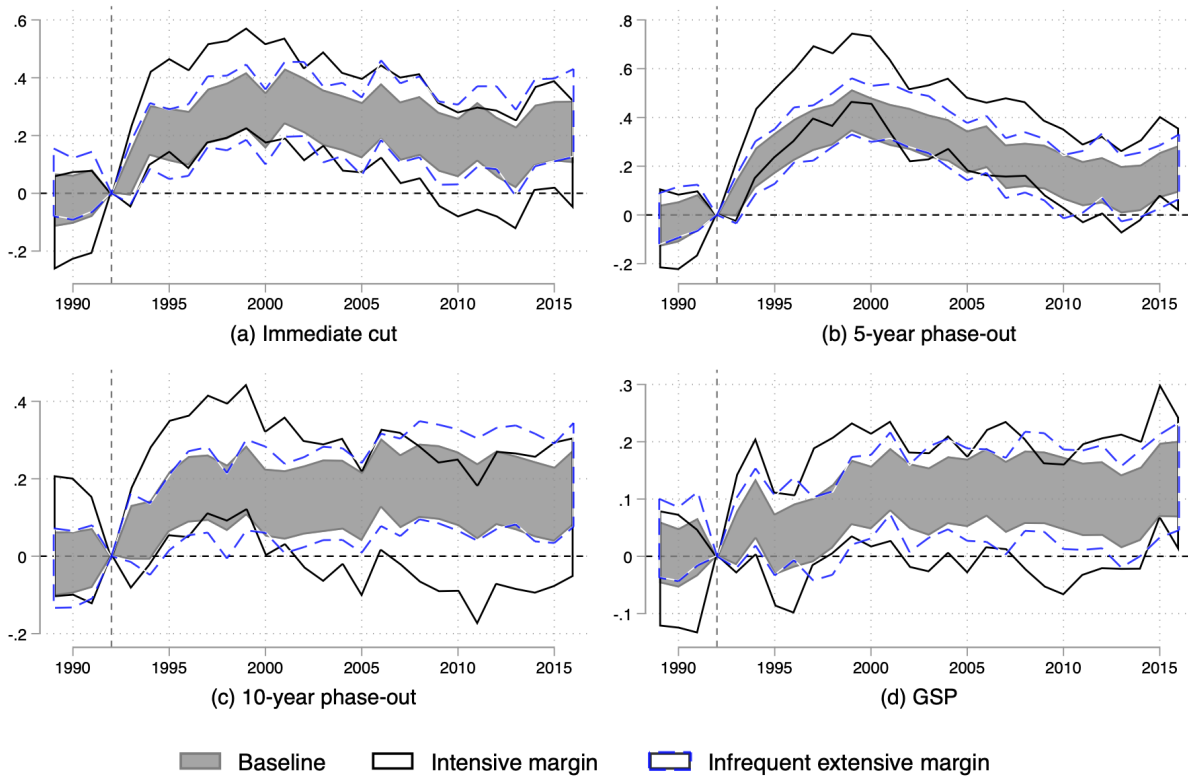 .6
.4
.2
0
-.2
1990 1995 2000 2005 2010 2015
(a) Immediate cut
.8
.6
.4
.2
0
-.2
1990 1995 2000 2005 2010 2015
(b) 5-year phase-out
.4
.2
0
-.2
1990 1995 2000 2005 2010 2015
(c) 10-year phase-out
.3
.2
.1
0
-.1
1990 1995 2000 2005 2010 2015
(d) GSP
Baseline Intensive margin Infrequent extensive margin